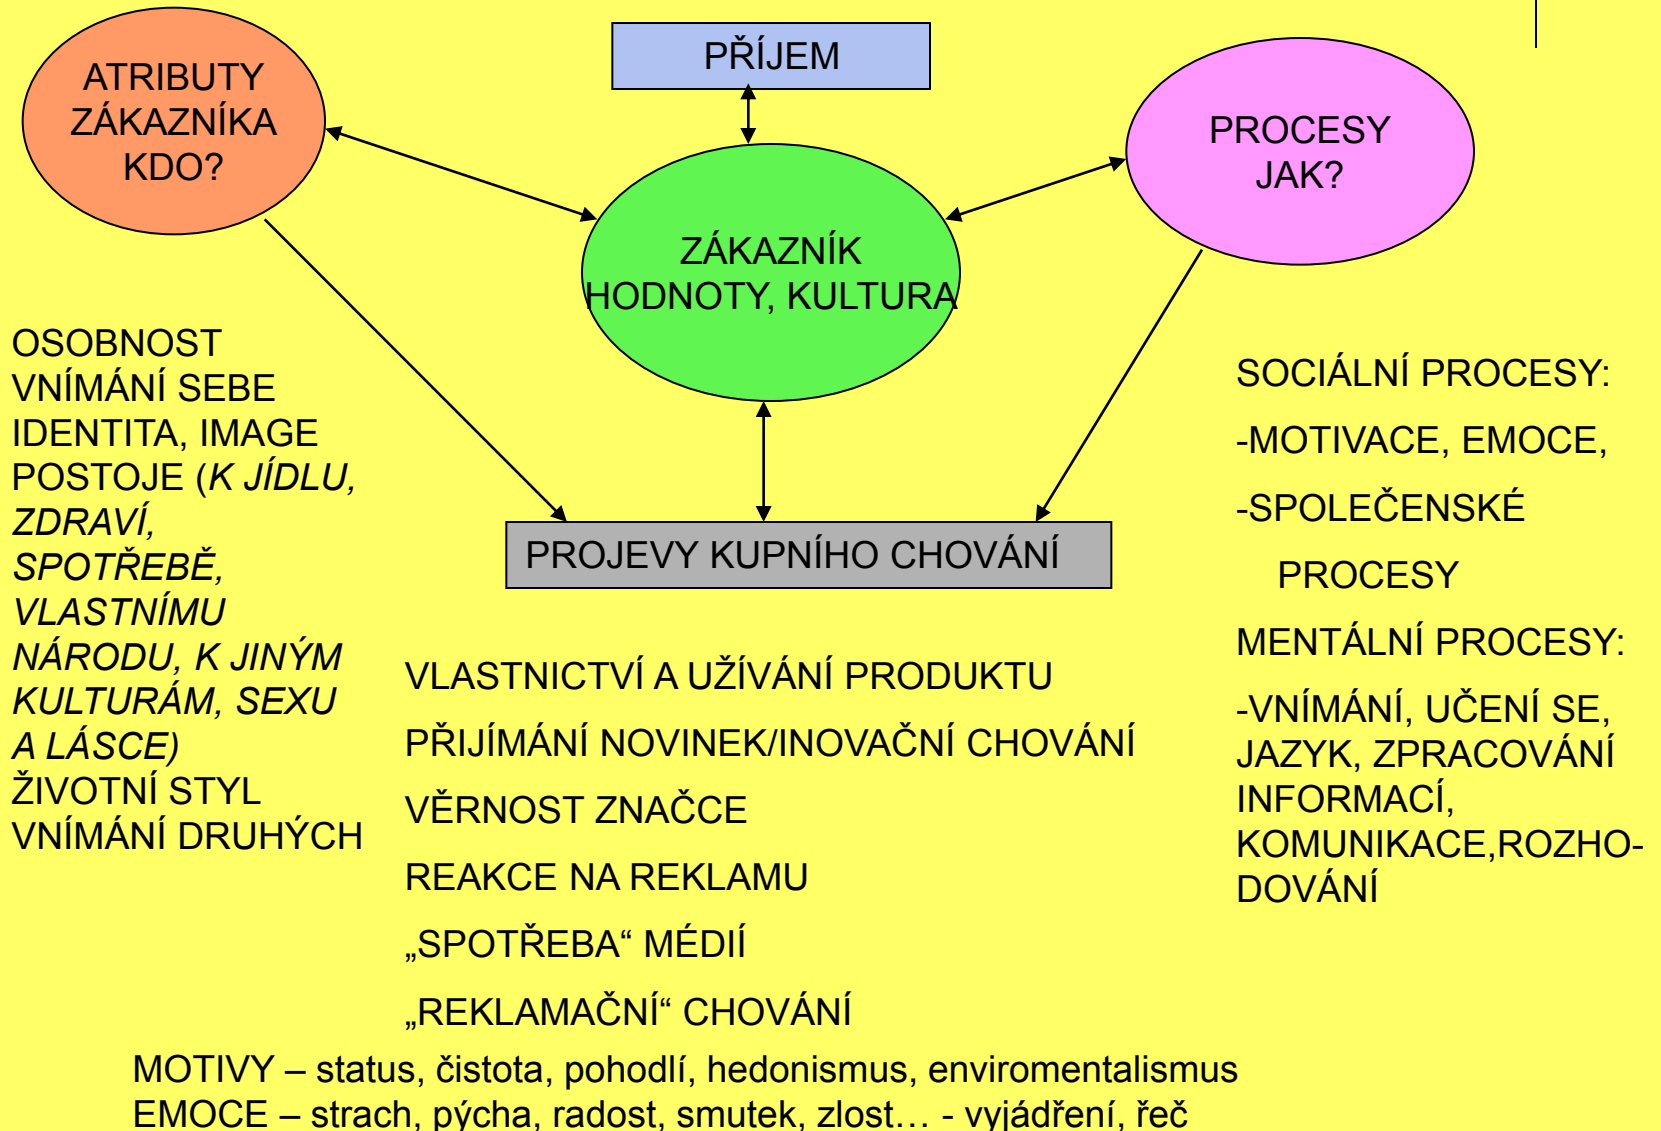 ATRIBUTY
ZÁKAZNÍKA
KDO?
PŘÍJEM
PROCESY
JAK?
ZÁKAZNÍK
HODNOTY, KULTURA
OSOBNOST
VNÍMÁNÍ SEBE
IDENTITA, IMAGE
POSTOJE (K JÍDLU,
ZDRAVÍ,
SPOTŘEBĚ,
VLASTNÍMU
NÁRODU, K JINÝM
KULTURÁM, SEXU
A LÁSCE)
ŽIVOTNÍ STYL
VNÍMÁNÍ DRUHÝCH
PROJEVY KUPNÍHO CHOVÁNÍ
VLASTNICTVÍ A UŽÍVÁNÍ PRODUKTU
PŘIJÍMÁNÍ NOVINEK/INOVAČNÍ CHOVÁNÍ
VĚRNOST ZNAČCE
REAKCE NA REKLAMU
„SPOTŘEBA“ MÉDIÍ
„REKLAMAČNÍ“ CHOVÁNÍ
SOCIÁLNÍ PROCESY:
-MOTIVACE, EMOCE,
-SPOLEČENSKÉ
PROCESY
MENTÁLNÍ PROCESY:
-VNÍMÁNÍ, UČENÍ SE,
JAZYK, ZPRACOVÁNÍ
INFORMACÍ,
KOMUNIKACE,ROZHO-
DOVÁNÍ
MOTIVY – status, čistota, pohodlí, hedonismus, enviromentalismus
EMOCE – strach, pýcha, radost, smutek, zlost… - vyjádření, řeč